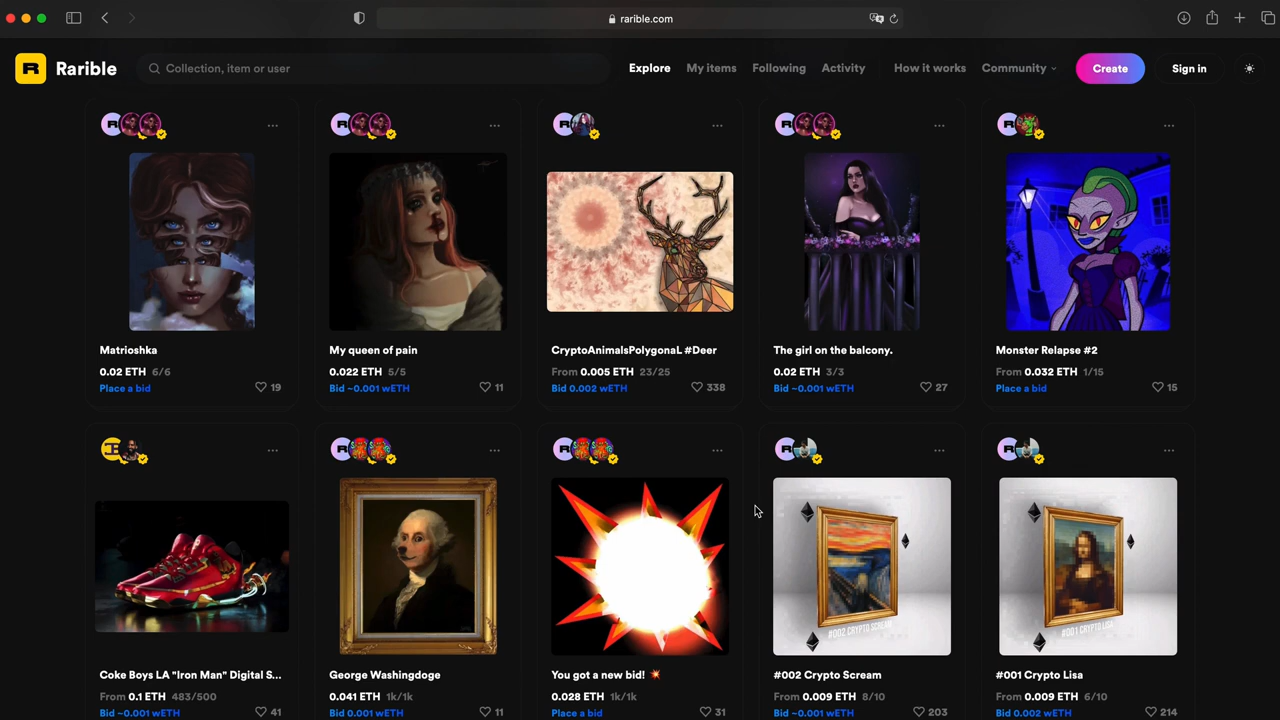 rarible.com
R Rarible
Collection, item or user
Explore My items Following Activity How it works Community Create Sign in
Matrioshka
0.02 ETH 6/6
Place a bid 19
My queen of pain
0.022 ETH 5/5
Bid ~0.001 wETH 11
CryptoAnimalsPolygonaL #Deer
From 0.005 ETH 23/25
Bid 0.002 wETH 338
The girl on the balcony.
0.02 ETH 3/3
Bid ~0.001 wETH 27
Monster Relapse #2
From 0.032 ETH 1/15
Place a bid 15
Coke Boys LA "Iron Man" Digital S...
From 0.1 ETH 483/500
Bid ~0.001 wETH 41
George Washingdoge
0.041 ETH 1k/1k
Bid 0.001 wETH 11
You got a new bid! 💥
0.028 ETH 1k/1k
Place a bid 31
#002 CRYPTO SCREAM
#002 Crypto Scream
From 0.009 ETH 8/10
Bid ~0.001 wETH 203
#001 CRYPTO LISA
#001 Crypto Lisa
From 0.009 ETH 6/10
Bid 0.002 wETH 214